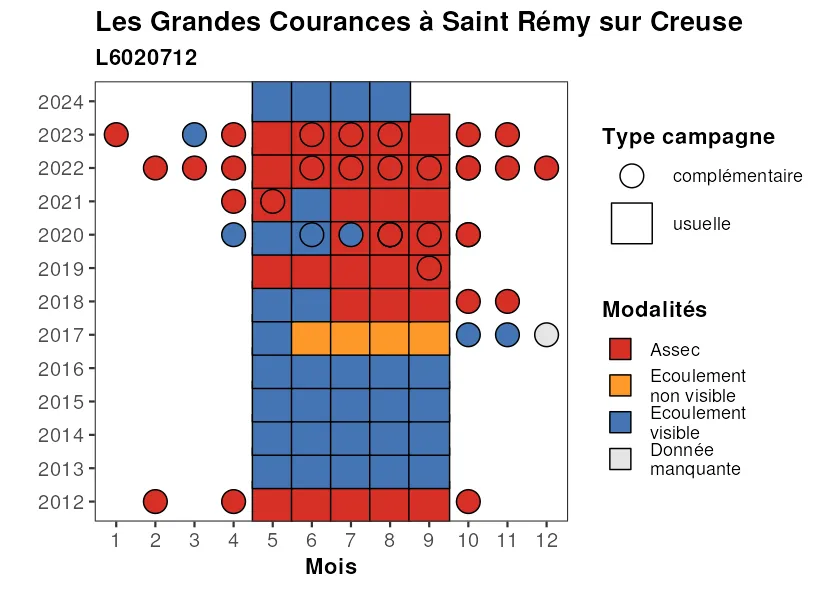 Les Grandes Courances à Saint Rémy sur Creuse
L6020712
2024
2023
2022
2021
2020
2019
2018
2017
2016
2015
2014
2013
2012
1 2 3 4 5 6 7 8 9 10 11 12
Mois
Type campagne
complémentaire
usuelle
Modalités
Assec
Ecoulement
non visible
Ecoulement
visible
Donnée
manquante